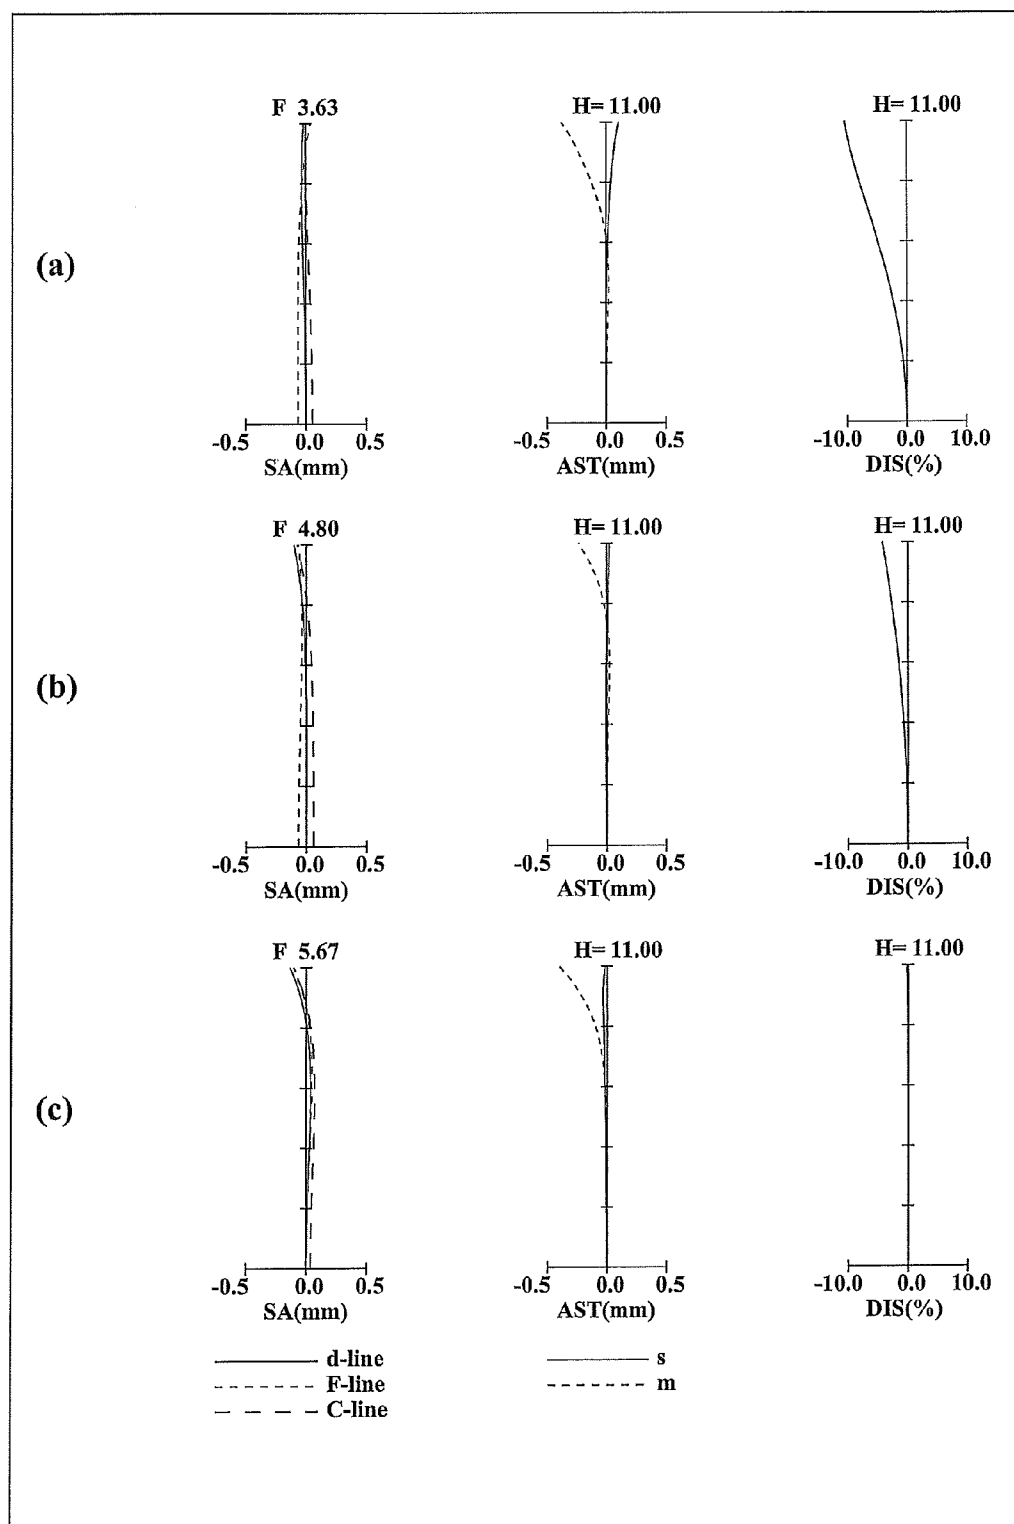 F 3.63 H= 11.00 H= 11.00
(a)
-0.5 0.0 0.5 -0.5 0.0 0.5 -10.0 0.0 10.0
SA(mm) AST(mm) DIS(%)
F 4.80 H= 11.00 H= 11.00
(b)
-0.5 0.0 0.5 -0.5 0.0 0.5 -10.0 0.0 10.0
SA(mm) AST(mm) DIS(%)
F 5.67 H= 11.00 H= 11.00
(c)
-0.5 0.0 0.5 -0.5 0.0 0.5 -10.0 0.0 10.0
SA(mm) AST(mm) DIS(%)
d-line s
F-line m
C-line